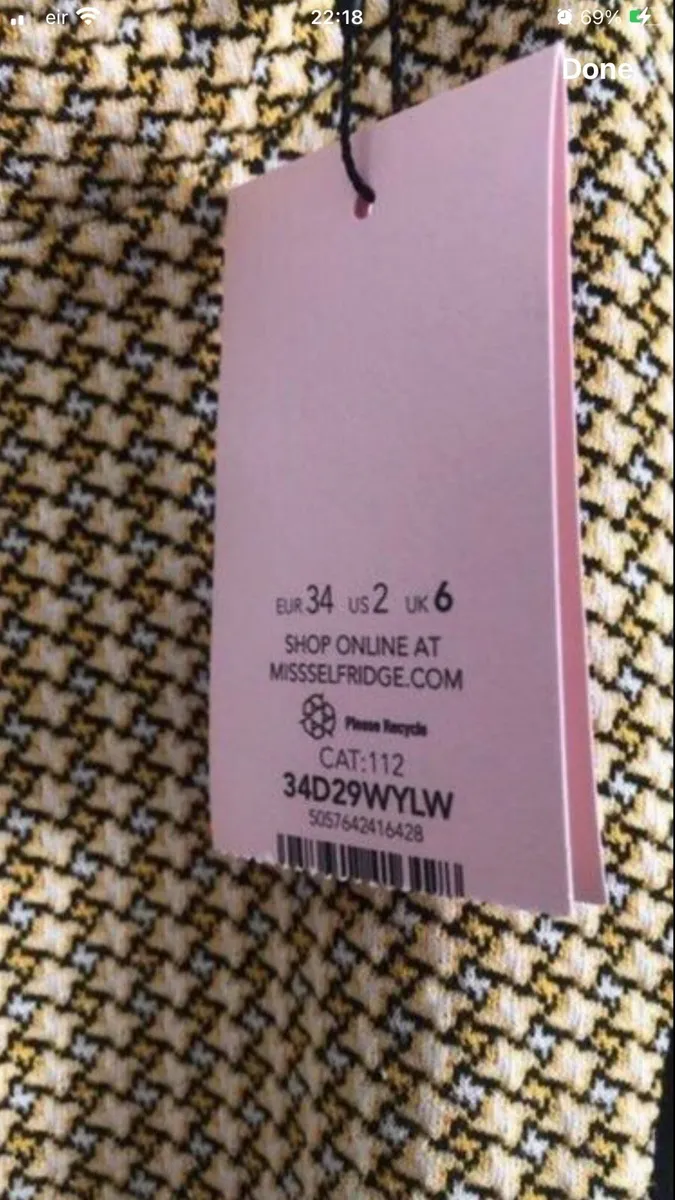 eir 22:18 69%
Done
EUR 34 US 2 UK 6
SHOP ONLINE AT
MISSSELFRIDGE.COM
Please Recycle
CAT:112
34D29WYLW
5057642416428